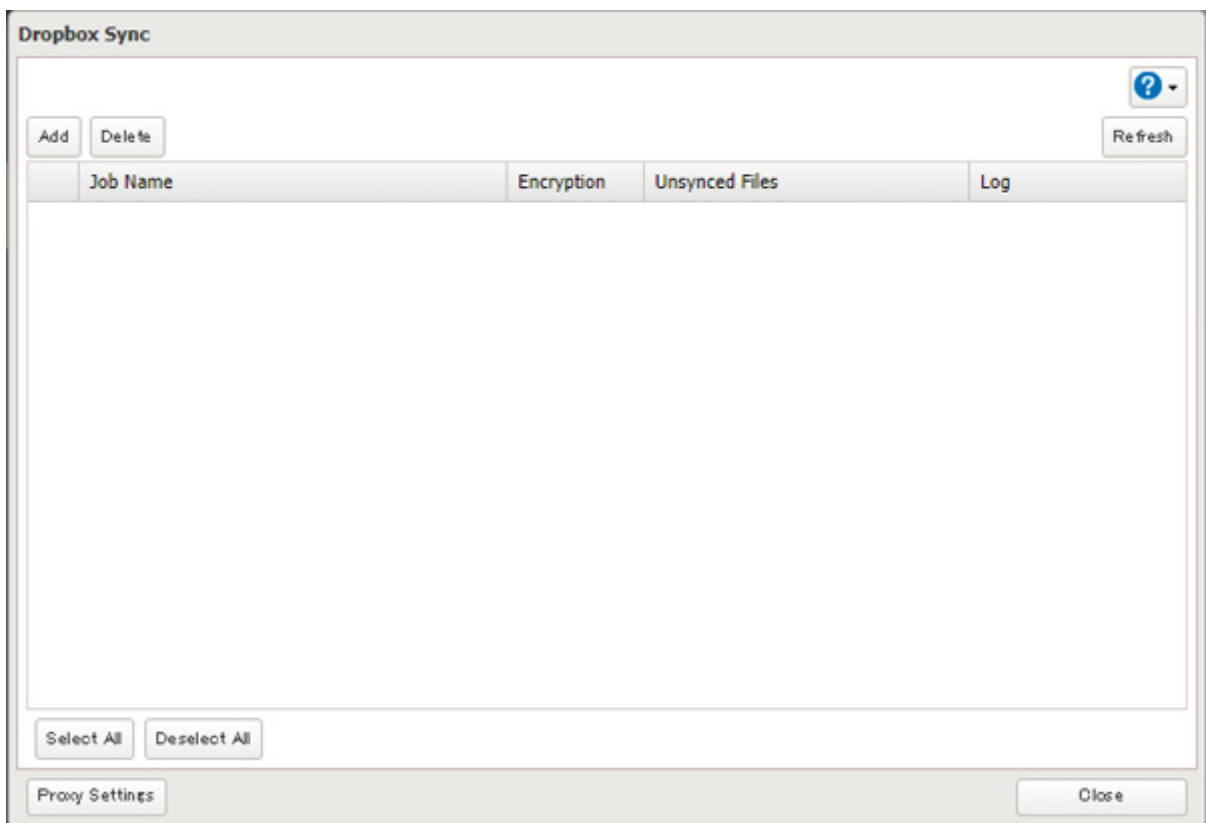 Dropbox Sync
?
Add Delete Refresh
Job Name Encryption Unsynced Files Log
Select All Deselect All
Proxy Settings Close